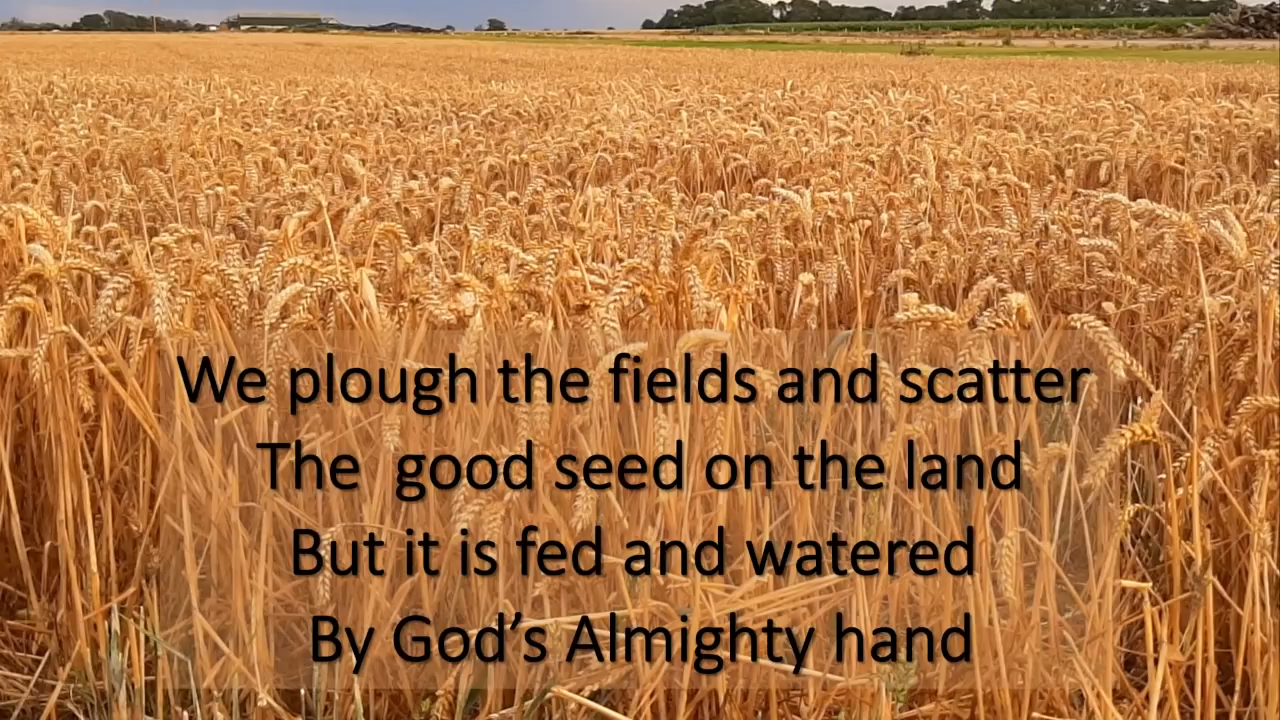 We plough the fields and scatter
The  good seed on the land
But it is fed and watered
By God’s Almighty hand